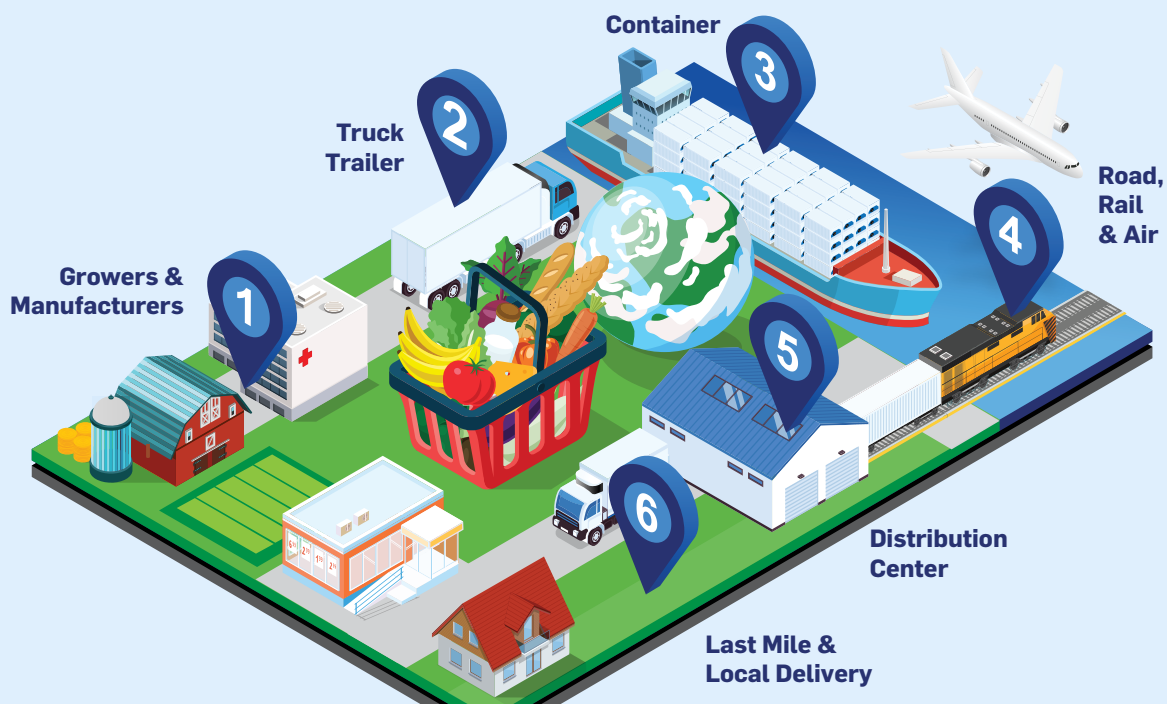 1
Growers &
Manufacturers
2
Truck
Trailer
3
Container
4
Road,
Rail
& Air
5
Distribution
Center
6
Last Mile &
Local Delivery